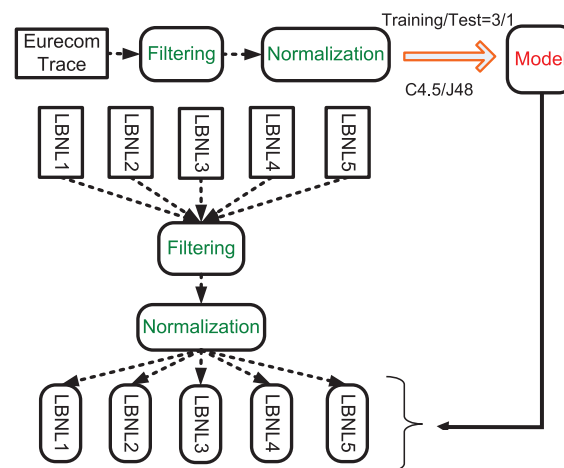 Eurecom
Trace
Filtering
Normalization
Training/Test=3/1
C4.5/J48
Model
LBNL1
LBNL2
LBNL3
LBNL4
LBNL5
Filtering
Normalization
LBNL1
LBNL2
LBNL3
LBNL4
LBNL5